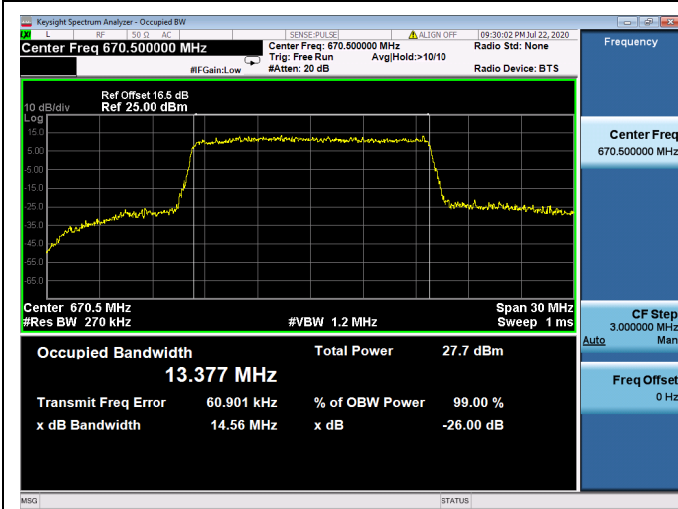 Keysight Spectrum Analyzer - Occupied BW
L RF 50 Ω AC SENSE:PULSE ALIGN OFF 09:30:02 PM Jul 22, 2020
Center Freq 670.500000 MHz
Center Freq: 670.500000 MHz
Radio Std: None
Trig: Free Run Avg|Hold:>10/10
#IFGain:Low #Atten: 20 dB Radio Device: BTS
Frequency
Ref Offset 16.5 dB
10 dB/div Ref 25.00 dBm
Log
15.0
5.00
-5.00
-15.0
-25.0
-35.0
-45.0
-55.0
-65.0
Center 670.5 MHz Span 30 MHz
#Res BW 270 kHz #VBW 1.2 MHz Sweep 1 ms
Occupied Bandwidth Total Power 27.7 dBm
13.377 MHz
Transmit Freq Error 60.901 kHz % of OBW Power 99.00 %
x dB Bandwidth 14.56 MHz x dB -26.00 dB
Center Freq
670.500000 MHz
CF Step
3.000000 MHz
Auto Man
Freq Offset
0 Hz
MSG STATUS